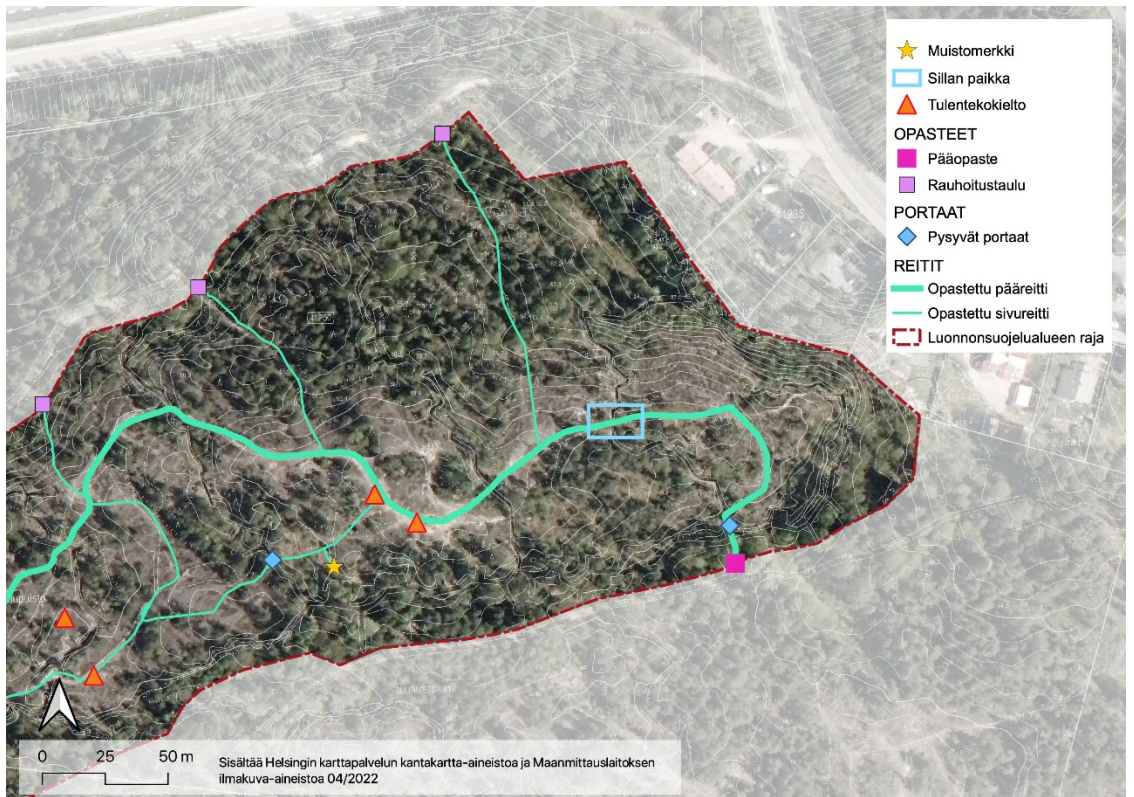 Muistomerkki
Sillan paikka
Tulentekokielto
OPASTEET
Pääopaste
Rauhoitustaulu
PORTAAT
Pysyvät portaat
REITIT
Opastettu pääreitti
Opastettu sivureitti
Luonnonsuojelualueen raja
0 25 50 m
Sisältää Helsingin karttapalvelun kantakartta-aineistoa ja Maanmittauslaitoksen
ilmakuva-aineistoa 04/2022